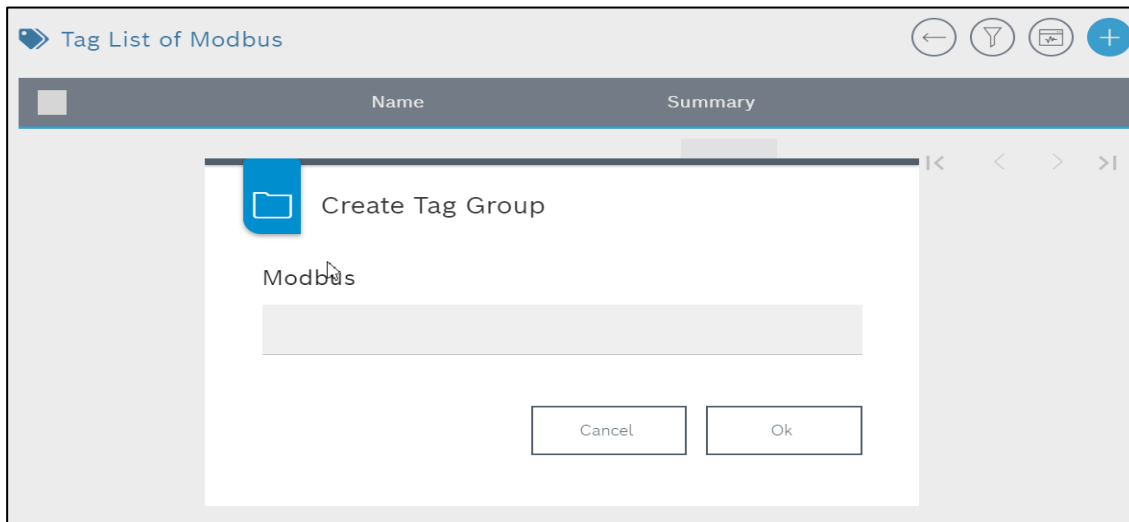 Tag List of Modbus
Name Summary
Create Tag Group
Modbus
Cancel Ok